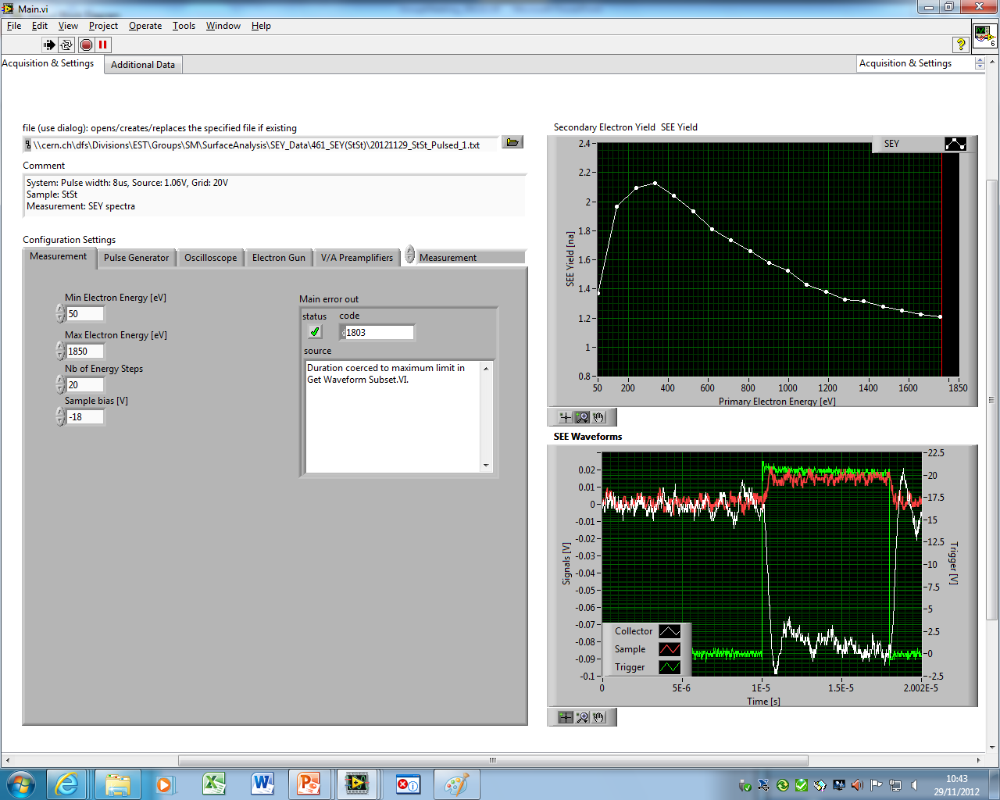 Main.vi
File Edit View Project Operate Tools Window Help
?
6
Acquisition & Settings
Additional Data
Acquisition & Settings
file (use dialog): opens/creates/replaces the specified file if existing
\\cern.ch\dfs\Divisions\EST\Groups\SM\SurfaceAnalysis\SEY_Data\461_SEY(StSt)\20121129_StSt_Pulsed_1.txt
Comment
System: Pulse width: 8us, Source: 1.06V, Grid: 20V
Sample: StSt
Measurement: SEY spectra
Configuration Settings
Measurement Pulse Generator Oscilloscope Electron Gun V/A Preamplifiers Measurement
Min Electron Energy [eV]
50
Max Electron Energy [eV]
1850
Nb of Energy Steps
20
Sample bias [V]
-18
Main error out
status code
1803
source
Duration coerced to maximum limit in
Get Waveform Subset.VI.
Secondary Electron Yield SEE Yield
SEY
2.4
2.2
2
1.8
1.6
1.4
1.2
1
0.8
SEE Yield [na]
50 200 400 600 800 1000 1200 1400 1600 1850
Primary Electron Energy [eV]
SEE Waveforms
0.02
0.01
0
-0.01
-0.02
-0.03
-0.04
-0.05
-0.06
-0.07
-0.08
-0.09
-0.1
Signals [V]
22.5
20
17.5
15
12.5
10
7.5
5
2.5
0
-2.5
Trigger [V]
Collector
Sample
Trigger
0 5E-6 1E-5 1.5E-5 2.002E-5
Time [s]
10:43
29/11/2012